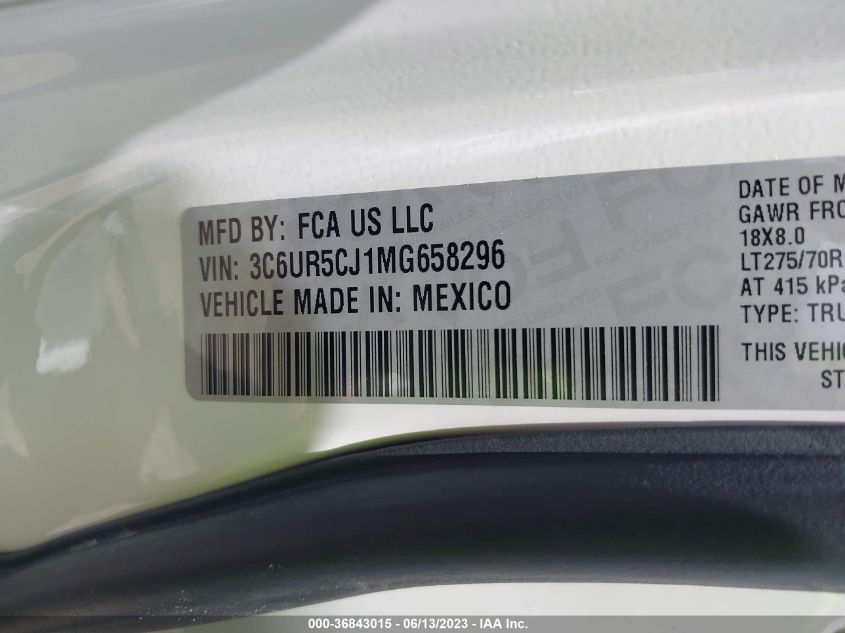 MFD BY: FCA US LLC
VIN: 3C6UR5CJ1MG658296
VEHICLE MADE IN: MEXICO
DATE OF M
GAWR FRO
18X8.0
LT275/70R
AT 415 kPa
TYPE: TRU
THIS VEHI
ST
000-36843015 - 06/13/2023 - IAA Inc.